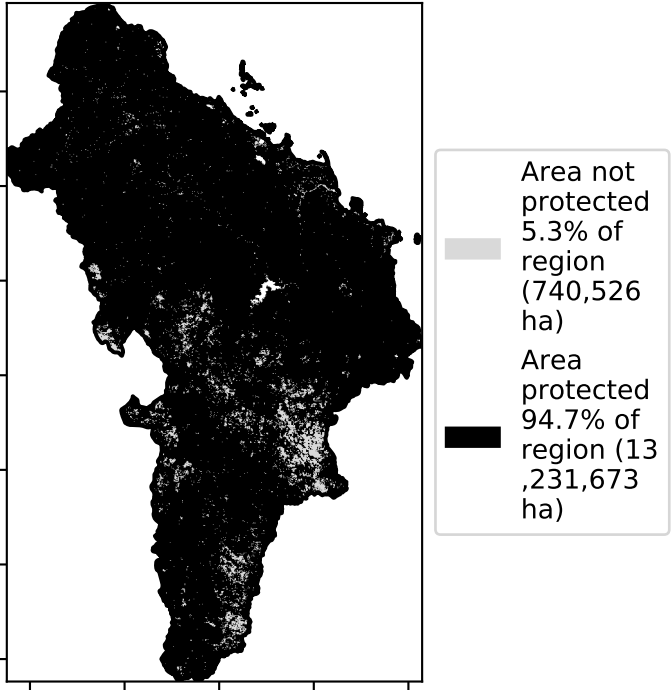 Area not
protected
5.3% of
region
(740,526
ha)
Area
protected
94.7% of
region (13
,231,673
ha)